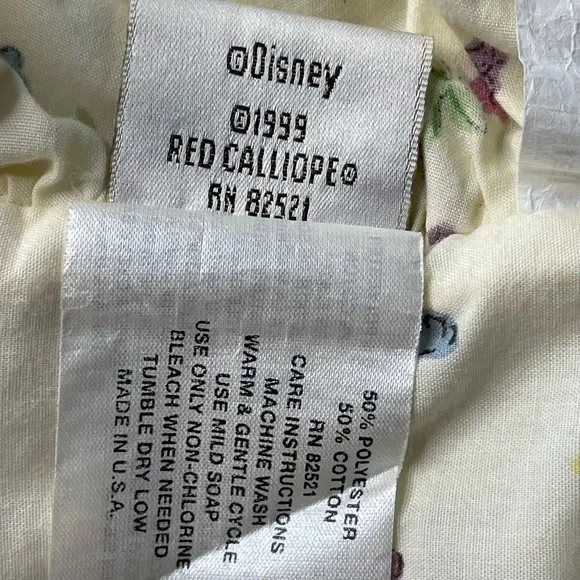 ©Disney
©1999
RED CALLIOPE®
RN 82521
50% POLYESTER
50% COTTON
RN 82521
CARE INSTRUCTIONS
MACHINE WASH
WARM & GENTLE CYCLE
USE MILD SOAP
USE ONLY NON-CHLORINE
BLEACH WHEN NEEDED
TUMBLE DRY LOW
MADE IN U.S.A.